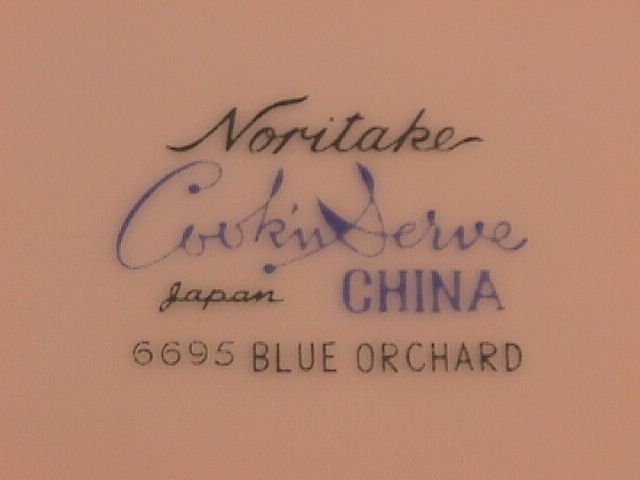 Noritake
Cook'n Serve
Japan CHINA
6695 BLUE ORCHARD